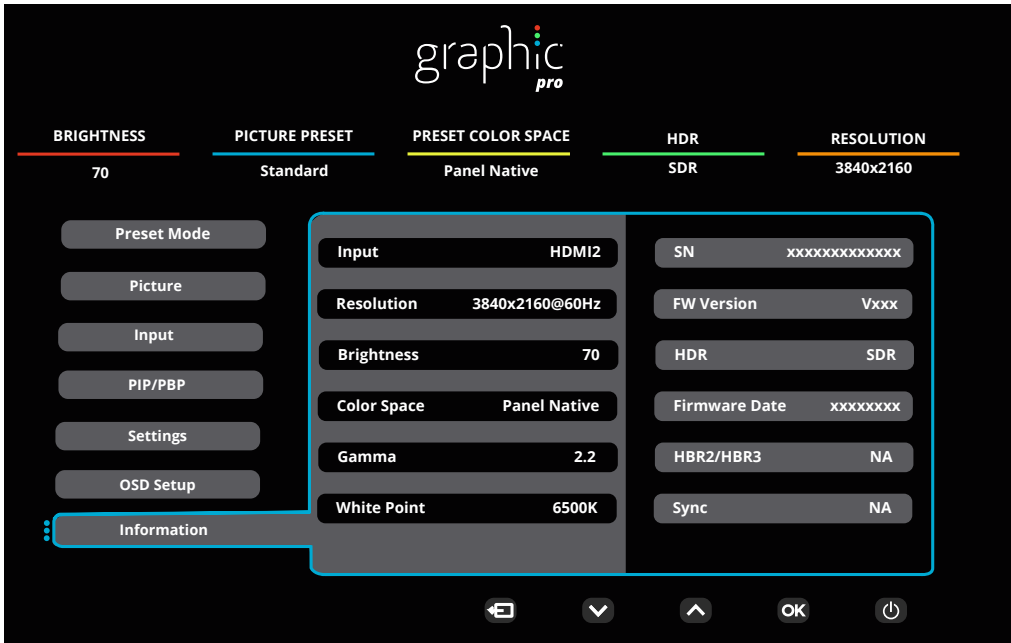 graphic
pro
BRIGHTNESS PICTURE PRESET PRESET COLOR SPACE HDR RESOLUTION
70 Standard Panel Native SDR 3840x2160
Preset Mode
Picture
Input
PIP/PBP
Settings
OSD Setup
Information
Input HDMI2
Resolution 3840x2160@60Hz
Brightness 70
Color Space Panel Native
Gamma 2.2
White Point 6500K
SN xxxxxxxxxxxxx
FW Version Vxxx
HDR SDR
Firmware Date xxxxxxxx
HBR2/HBR3 NA
Sync NA
OK